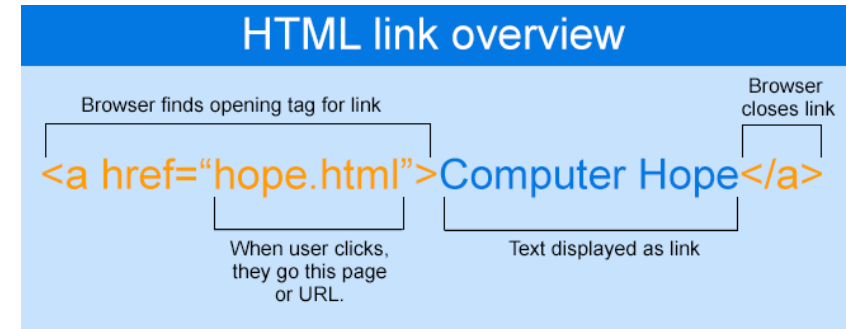 HTML link overview
Browser finds opening tag for link
Browser
closes link
<a href=“hope.html”>Computer Hope</a>
When user clicks,
they go this page
or URL.
Text displayed as link